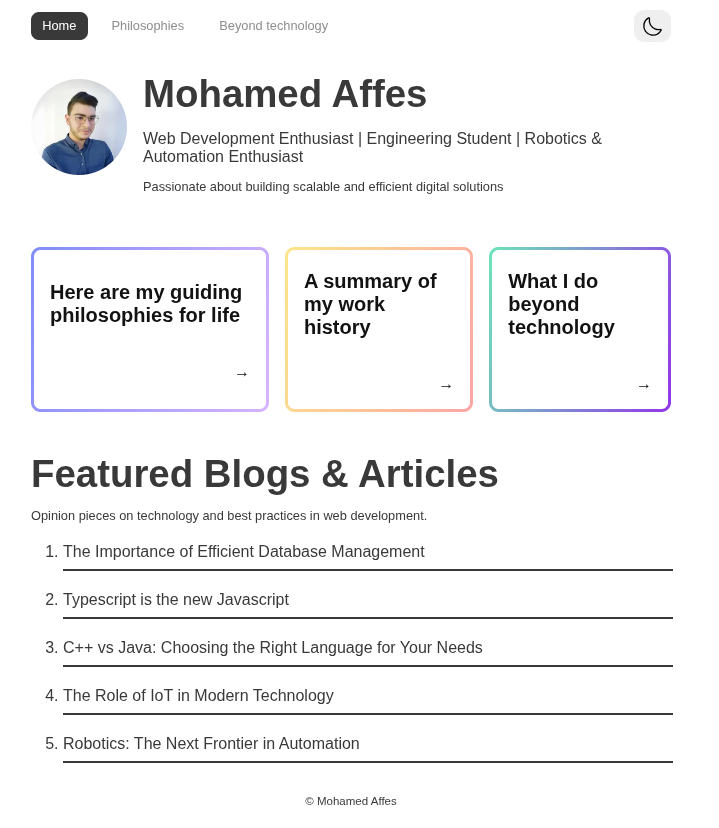 Home Philosophies Beyond technology
Mohamed Affes
Web Development Enthusiast | Engineering Student | Robotics &
Automation Enthusiast
Passionate about building scalable and efficient digital solutions
Here are my guiding
philosophies for life
→
A summary of
my work
history
→
What I do
beyond
technology
→
Featured Blogs & Articles
Opinion pieces on technology and best practices in web development.
1. The Importance of Efficient Database Management
2. Typescript is the new Javascript
3. C++ vs Java: Choosing the Right Language for Your Needs
4. The Role of IoT in Modern Technology
5. Robotics: The Next Frontier in Automation
© Mohamed Affes